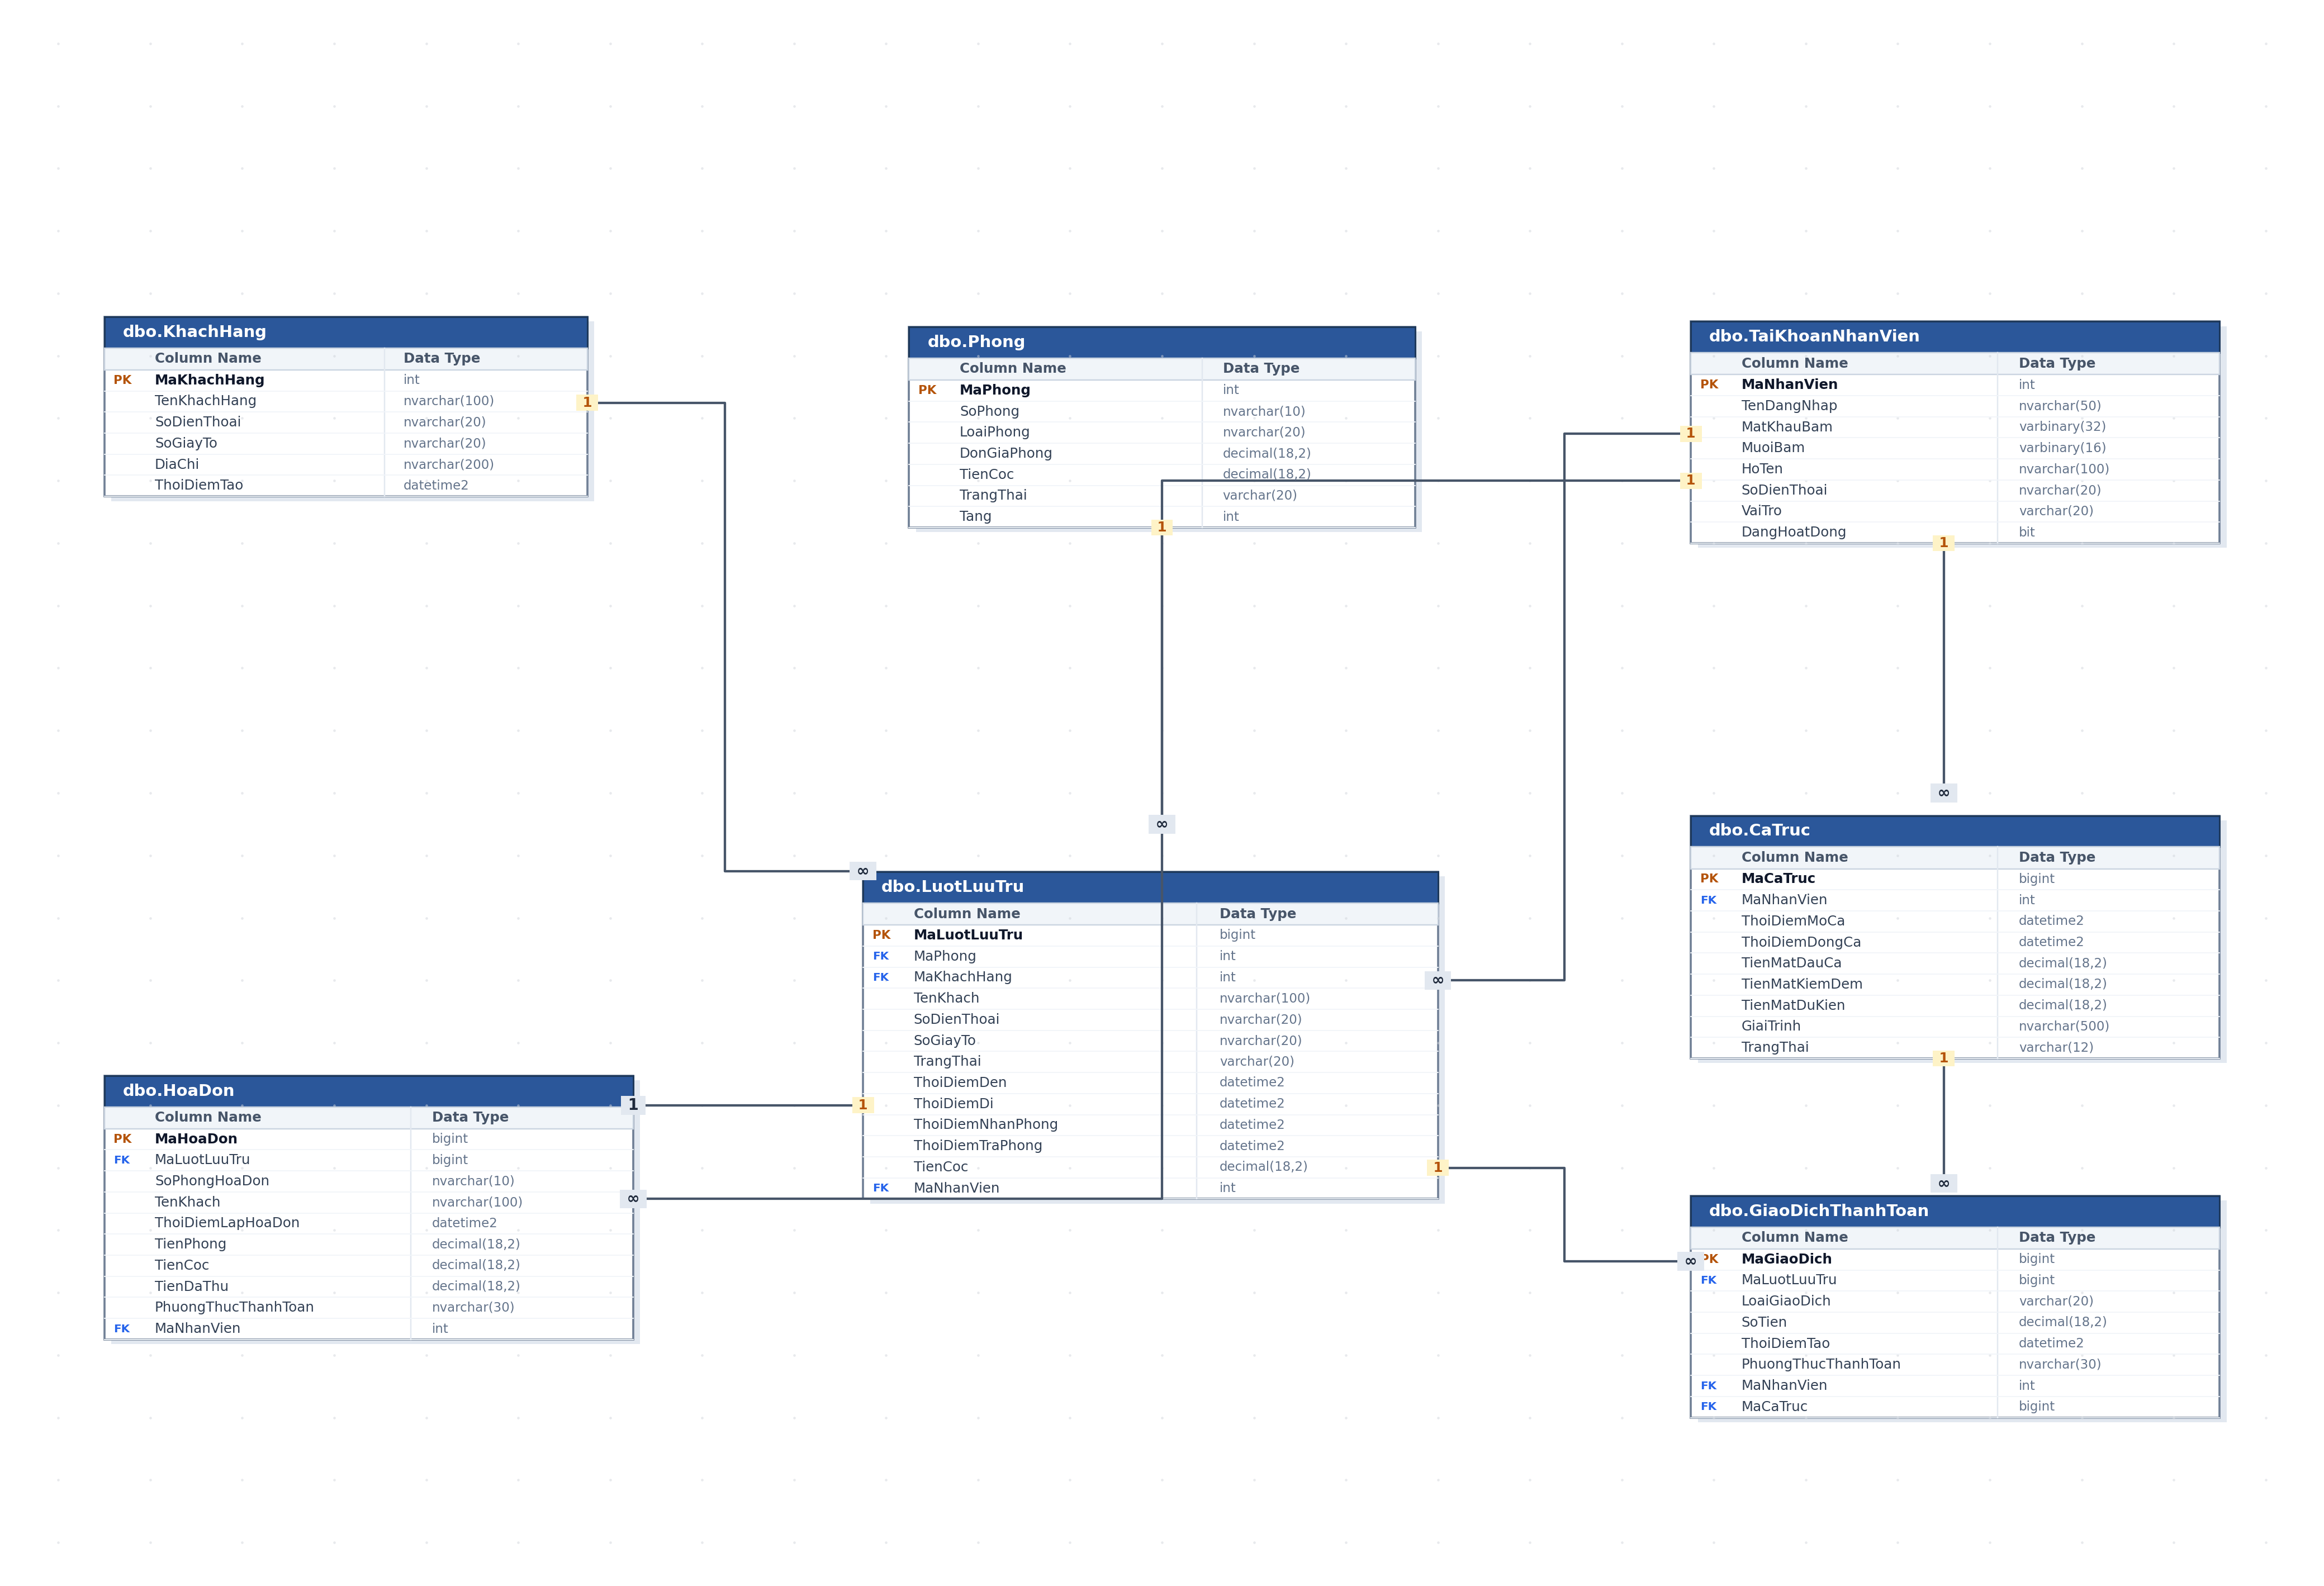 dbo.KhachHang
Column Name Data Type
PK MaKhachHang int
TenKhachHang nvarchar(100)
SoDienThoai nvarchar(20)
SoGiayTo nvarchar(20)
DiaChi nvarchar(200)
ThoiDiemTao datetime2
1
dbo.Phong
Column Name Data Type
PK MaPhong int
SoPhong nvarchar(10)
LoaiPhong nvarchar(20)
DonGiaPhong decimal(18,2)
TienCoc decimal(18,2)
TrangThai varchar(20)
Tang int
1
dbo.TaiKhoanNhanVien
Column Name Data Type
PK MaNhanVien int
TenDangNhap nvarchar(50)
MatKhauBam varbinary(32)
1
MuoiBam varbinary(16)
HoTen nvarchar(100)
1
SoDienThoai nvarchar(20)
VaiTro varchar(20)
DangHoatDong bit
1
∞
∞
∞
dbo.LuotLuuTru
Column Name Data Type
PK MaLuotLuuTru bigint
FK MaPhong int
FK MaKhachHang int
∞
TenKhach nvarchar(100)
SoDienThoai nvarchar(20)
SoGiayTo nvarchar(20)
TrangThai varchar(20)
ThoiDiemDen datetime2
1
ThoiDiemDi datetime2
ThoiDiemNhanPhong datetime2
ThoiDiemTraPhong datetime2
TienCoc decimal(18,2)
1
FK MaNhanVien int
dbo.CaTruc
Column Name Data Type
PK MaCaTruc bigint
FK MaNhanVien int
ThoiDiemMoCa datetime2
ThoiDiemDongCa datetime2
TienMatDauCa decimal(18,2)
TienMatKiemDem decimal(18,2)
TienMatDuKien decimal(18,2)
GiaiTrinh nvarchar(500)
TrangThai varchar(12)
1
dbo.HoaDon
1
Column Name Data Type
PK MaHoaDon bigint
FK MaLuotLuuTru bigint
SoPhongHoaDon nvarchar(10)
TenKhach nvarchar(100)
∞
ThoiDiemLapHoaDon datetime2
TienPhong decimal(18,2)
TienCoc decimal(18,2)
TienDaThu decimal(18,2)
PhuongThucThanhToan nvarchar(30)
FK MaNhanVien int
∞
dbo.GiaoDichThanhToan
Column Name Data Type
∞
PK MaGiaoDich bigint
FK MaLuotLuuTru bigint
LoaiGiaoDich varchar(20)
SoTien decimal(18,2)
ThoiDiemTao datetime2
PhuongThucThanhToan nvarchar(30)
FK MaNhanVien int
FK MaCaTruc bigint